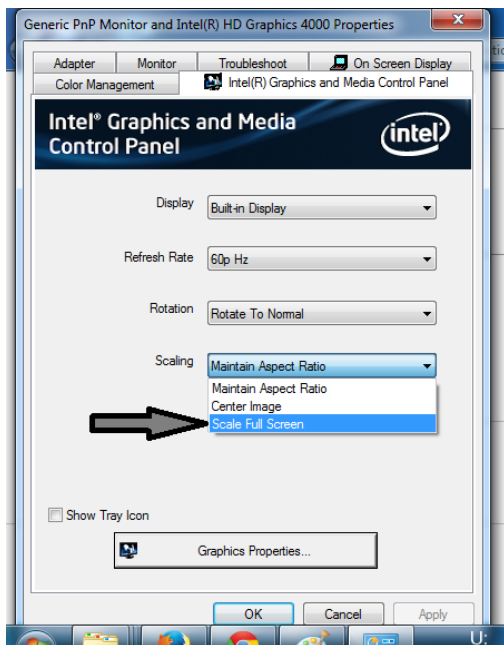 Generic PnP Monitor and Intel(R) HD Graphics 4000 Properties
Adapter Monitor Troubleshoot On Screen Display
Color Management Intel(R) Graphics and Media Control Panel
Intel® Graphics and Media
Control Panel
intel
Display Built-in Display
Refresh Rate 60p Hz
Rotation Rotate To Normal
Scaling Maintain Aspect Ratio
Maintain Aspect Ratio
Center Image
Scale Full Screen
Show Tray Icon
Graphics Properties...
OK Cancel Apply
U: